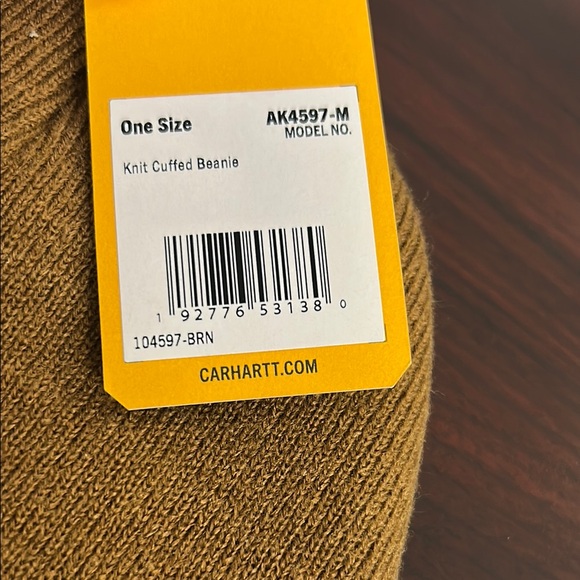 One Size
AK4597-M
MODEL NO.
Knit Cuffed Beanie
1 92776 53138 0
104597-BRN
CARHARTT.COM